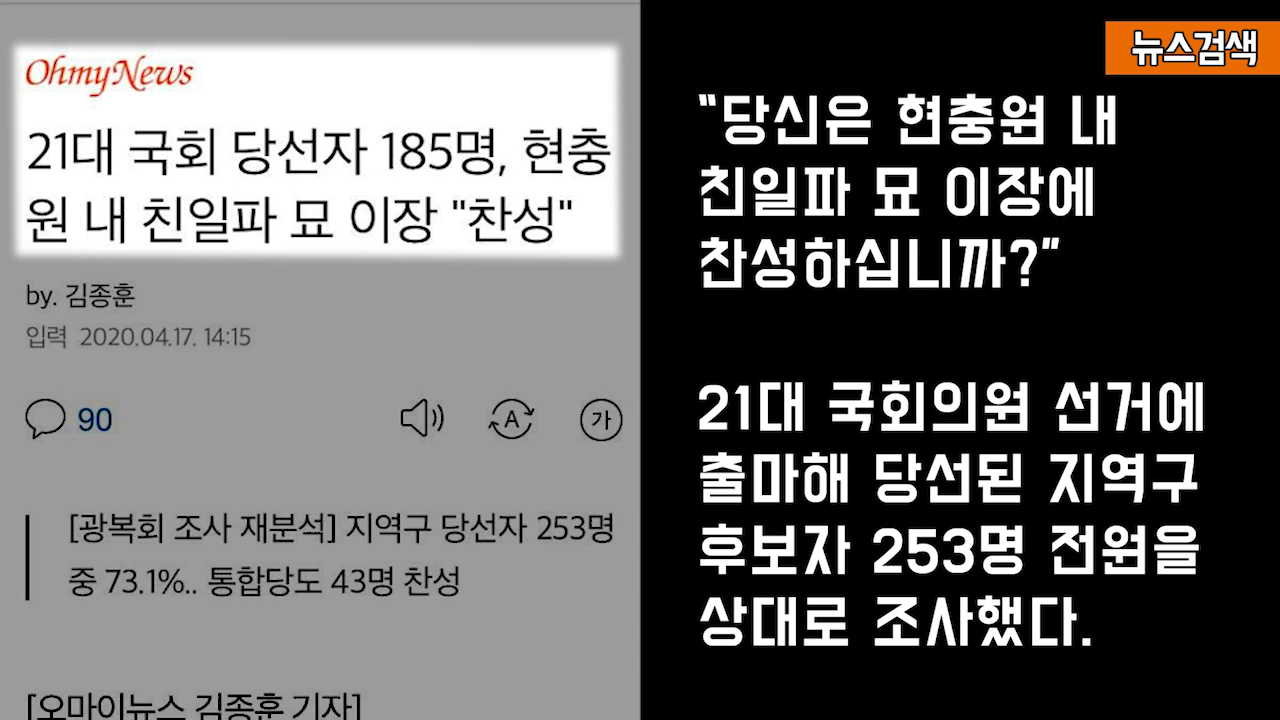 OhmyNews
21대 국회 당선자 185명, 현충
원 내 친일파 묘 이장 "찬성"
by. 김종훈
입력 2020.04.17. 14:15
90
A
가
[광복회 조사 재분석] 지역구 당선자 253명
중 73.1%.. 통합당도 43명 찬성
[오마이뉴스 김종훈 기자]
뉴스검색
"당신은 현충원 내
친일파 묘 이장에
찬성하십니까?"
21대 국회의원 선거에
출마해 당선된 지역구
후보자 253명 전원을
상대로 조사했다.